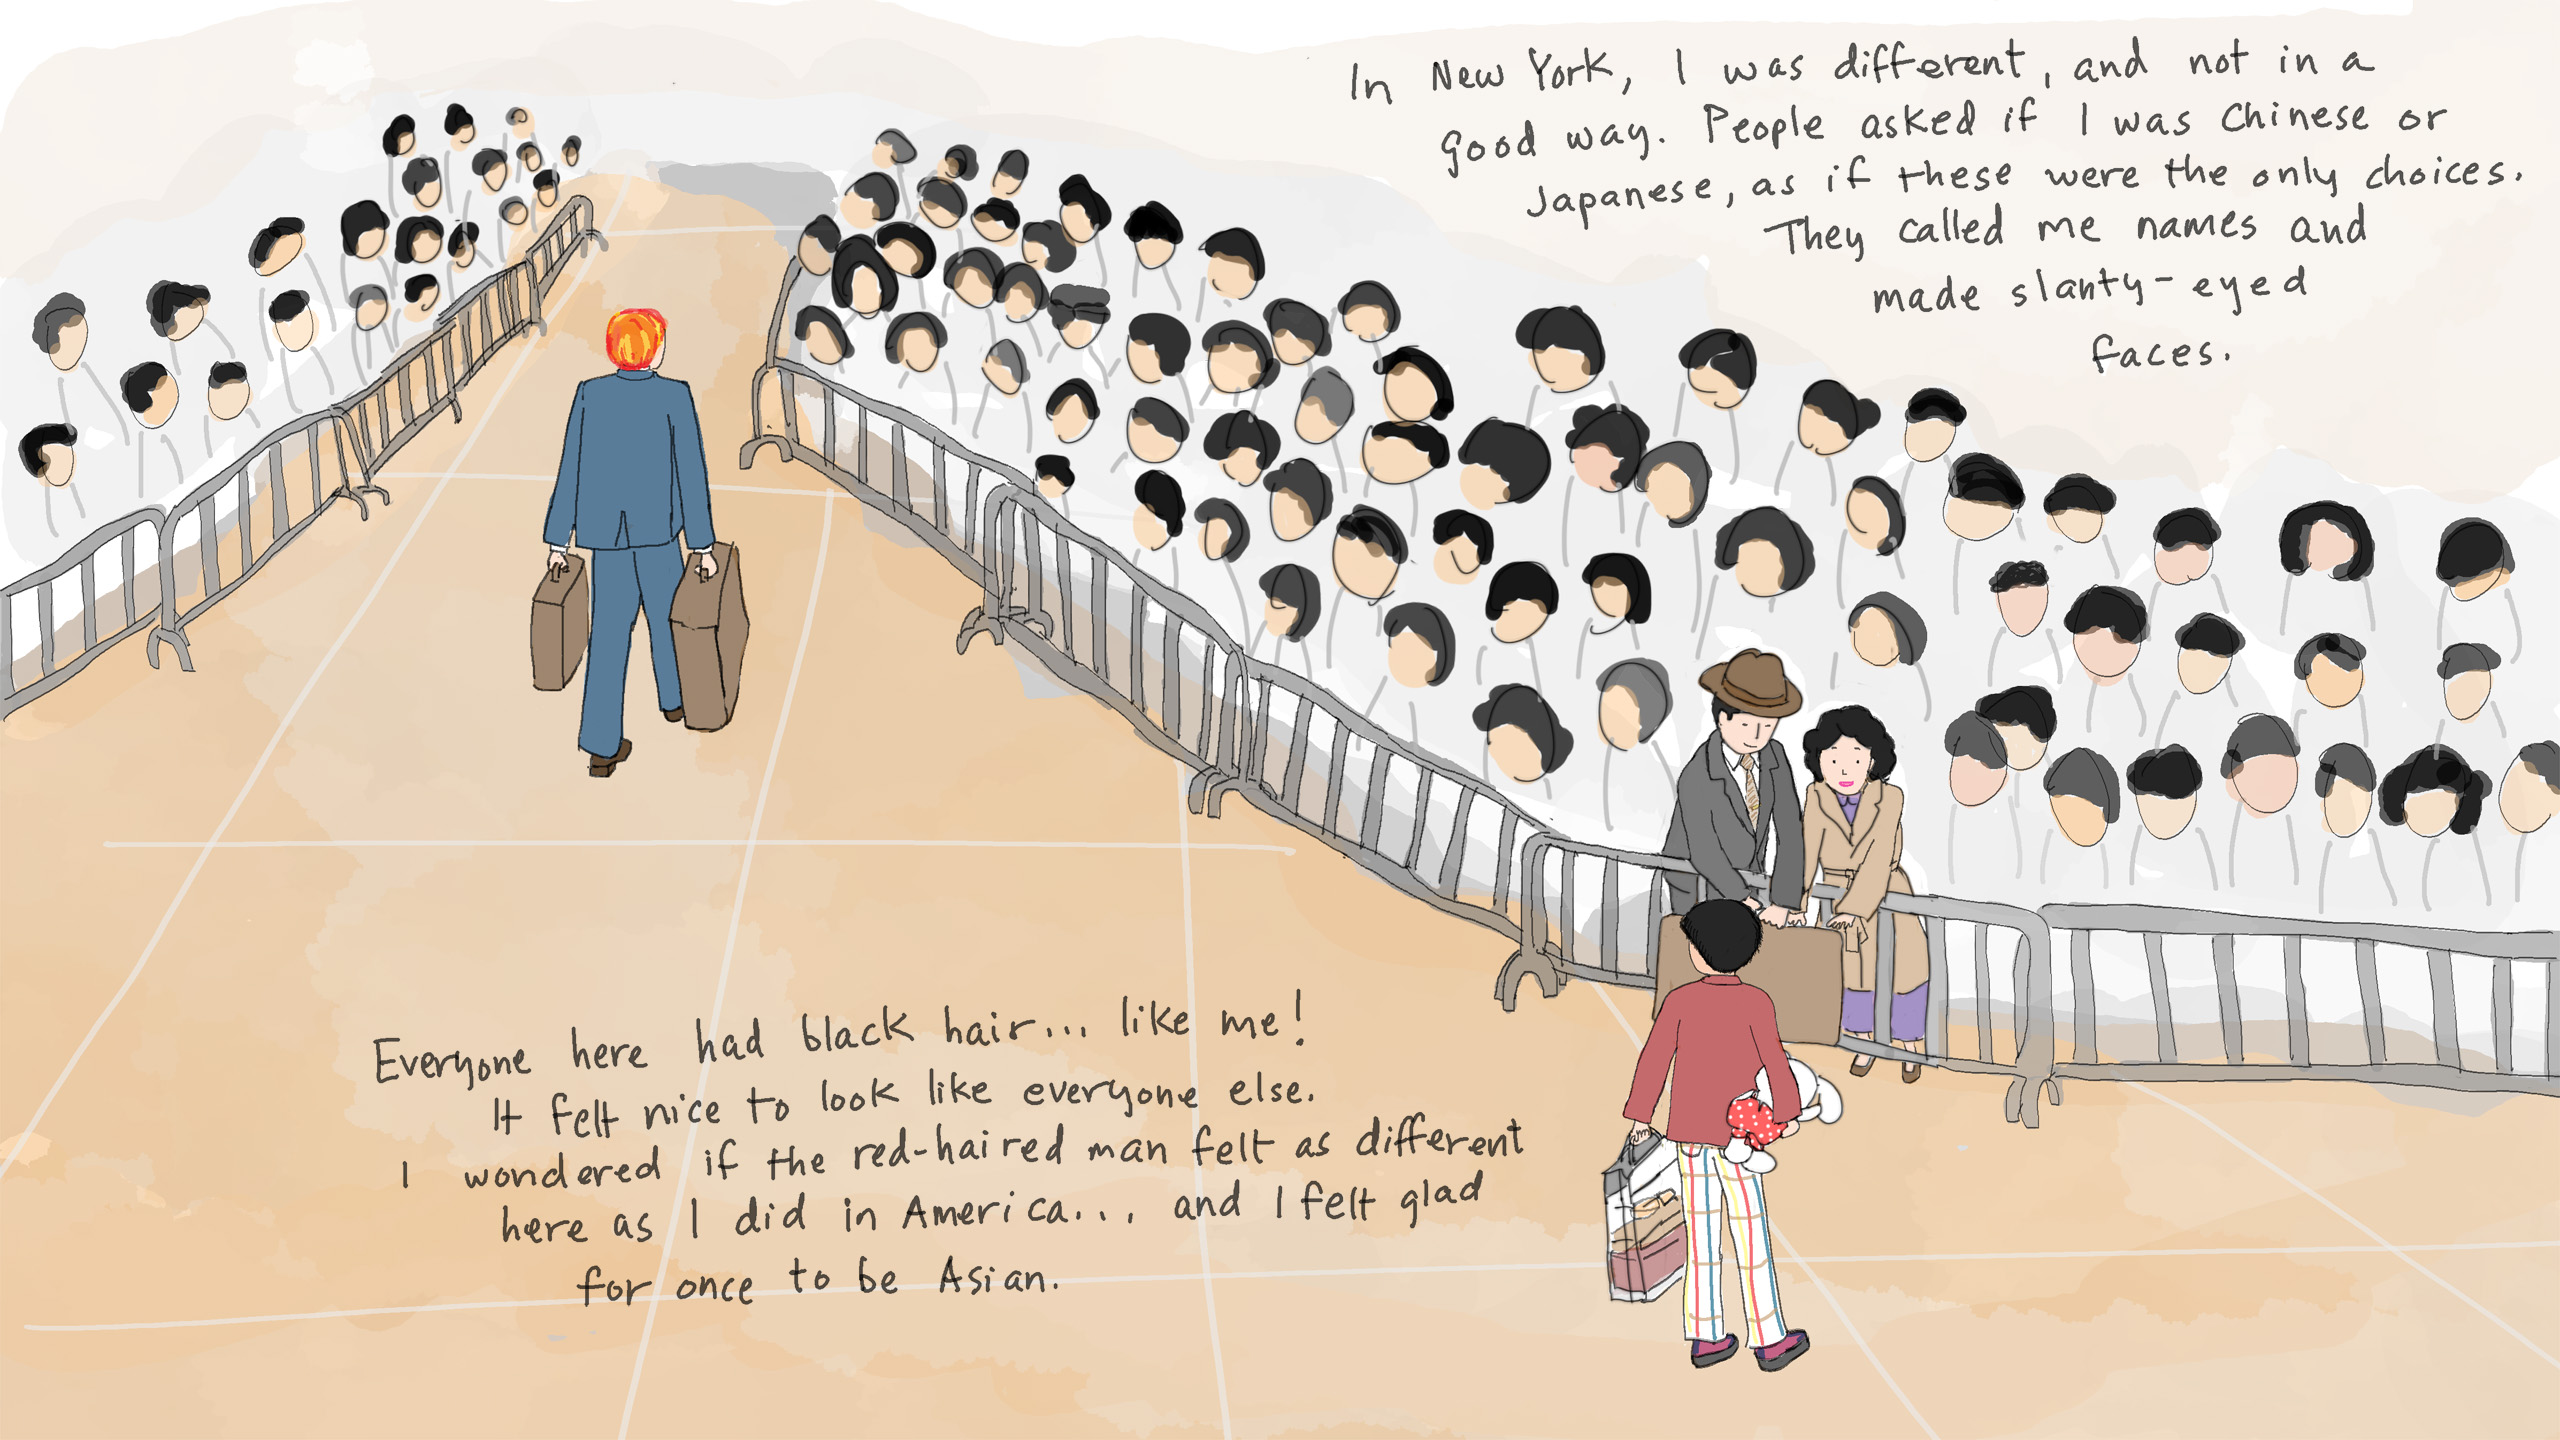 In New York, I was different, and not in a
good way. People asked if I was Chinese or
Japanese, as if these were the only choices.
They called me names and
made slanty-eyed
faces.
Everyone here had black hair... like me!
It felt nice to look like everyone else.
I wondered if the red-haired man felt as different
here as I did in America... and I felt glad
for once to be Asian.